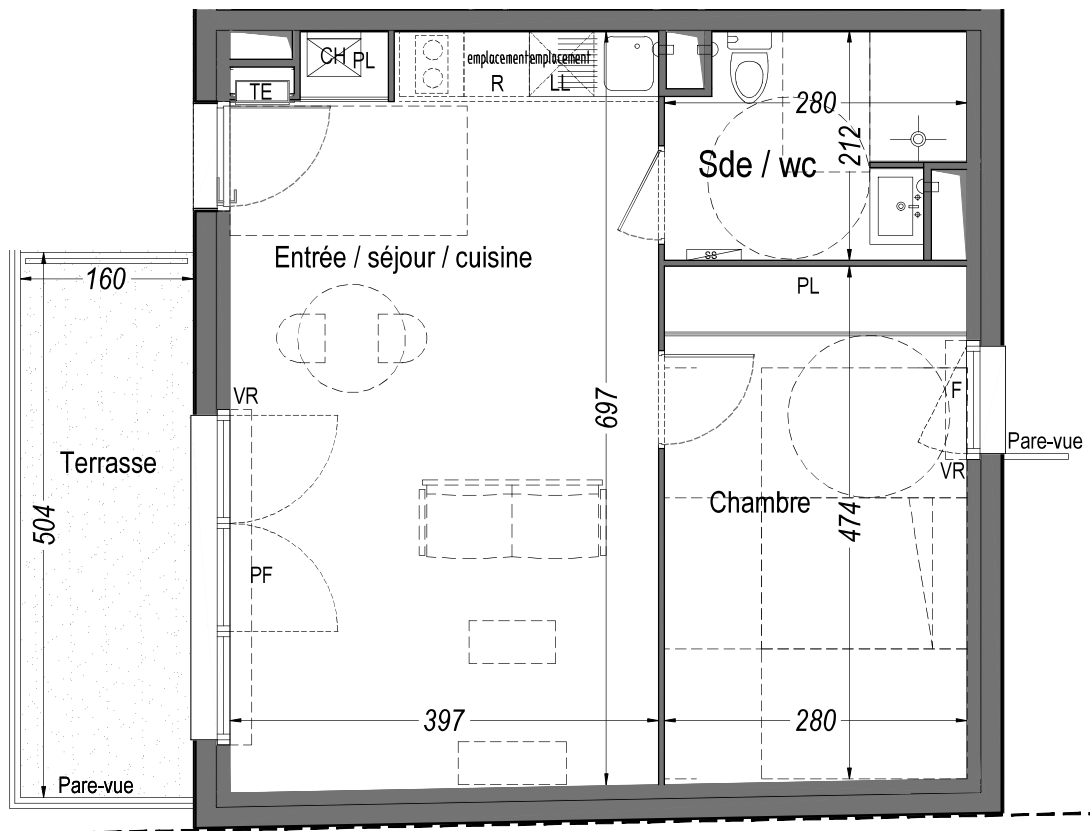 CH PL
emplacement emplacement
TE
R
LL
280
212
Sde / wc
Entrée / séjour / cuisine
SB
160
PL
VR
F
697
Pare-vue
Terrasse
VR
Chambre
504
474
PF
397
280
Pare-vue